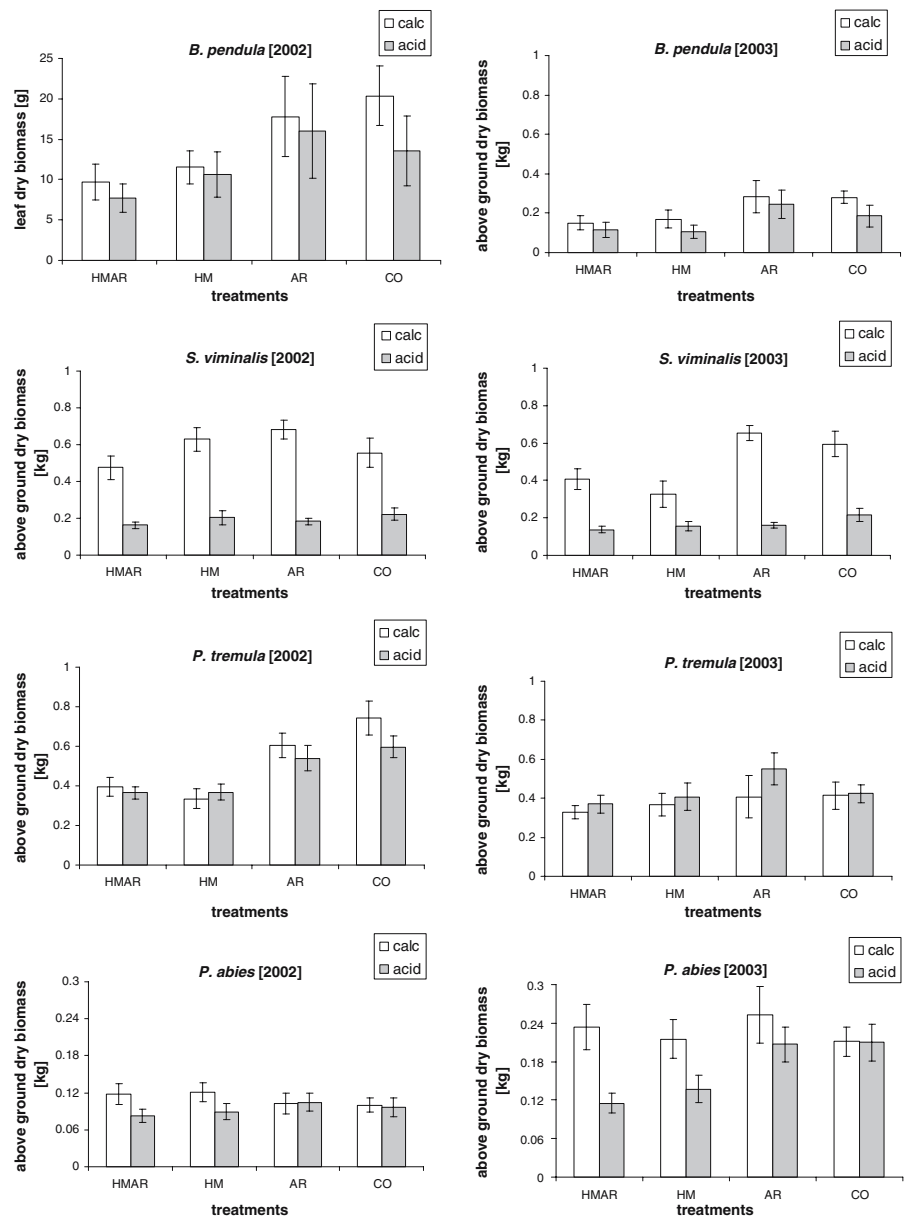 calc
acid
B. pendula [2002]
leaf dry biomass [g]
25
20
15
10
5
0
HMAR HM AR CO
treatments
calc
acid
B. pendula [2003]
above ground dry biomass
[kg]
1
0.8
0.6
0.4
0.2
0
HMAR HM AR CO
treatments
calc
acid
S. viminalis [2002]
above ground dry biomass
[kg]
1
0.8
0.6
0.4
0.2
0
HMAR HM AR CO
treatments
calc
acid
S. viminalis [2003]
above ground dry biomas
[kg]
1
0.8
0.6
0.4
0.2
0
HMAR HM AR CO
treatments
calc
acid
P. tremula [2002]
above ground dry biomass
[kg]
1
0.8
0.6
0.4
0.2
0
HMAR HM AR CO
treatments
calc
acid
P. tremula [2003]
above ground dry biomass
[kg]
1
0.8
0.6
0.4
0.2
0
HMAR HM AR CO
treatments
calc
acid
P. abies [2002]
above ground dry biomass
[kg]
0.3
0.24
0.18
0.12
0.06
0
HMAR HM AR CO
treatments
calc
acid
P. abies [2003]
above ground dry biomass
[kg]
0.3
0.24
0.18
0.12
0.06
0
HMAR HM AR CO
treatments